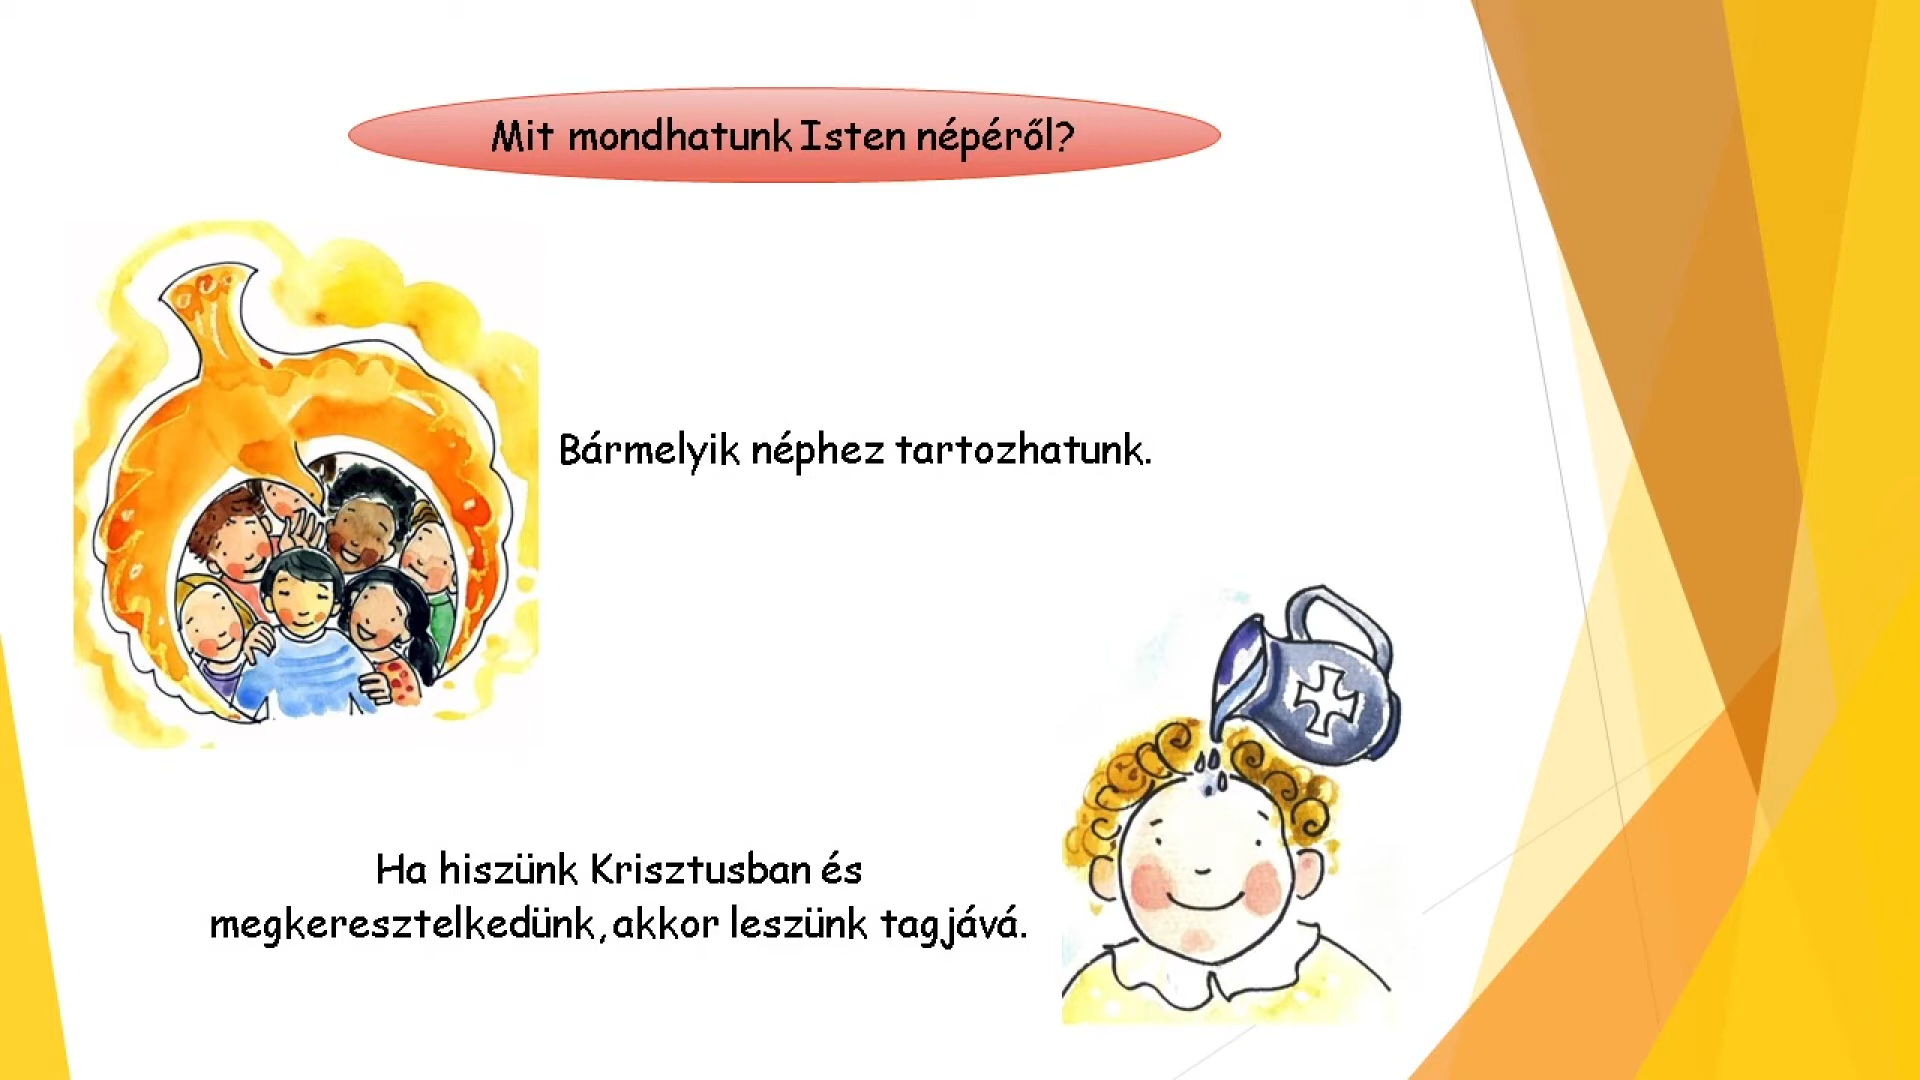 Mit mondhatunk Isten népéről?
Bármelyik néphez tartozhatunk.
Ha hiszünk Krisztusban és
megkeresztelkedünk, akkor leszünk tagjává.